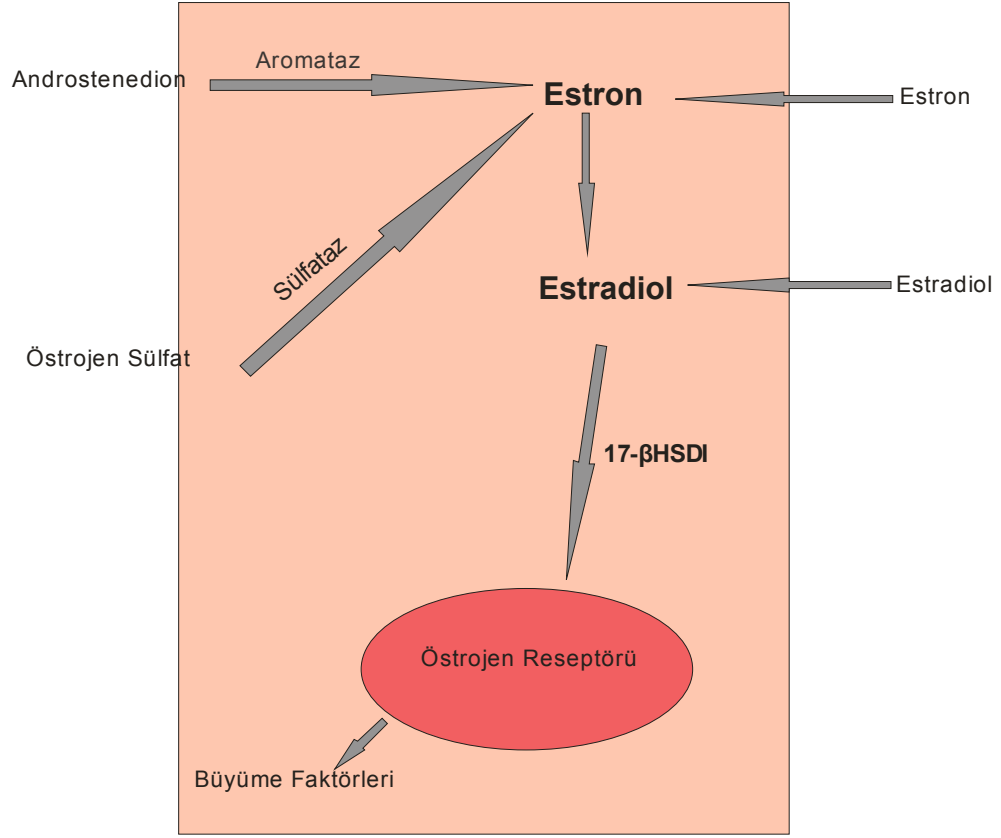 Androstenedion
Aromataz
Estron
Estron
Sülfataz
Estradiol
Estradiol
Östrojen Sülfat
17-βHSDI
Östrojen Reseptörü
Büyüme Faktörleri